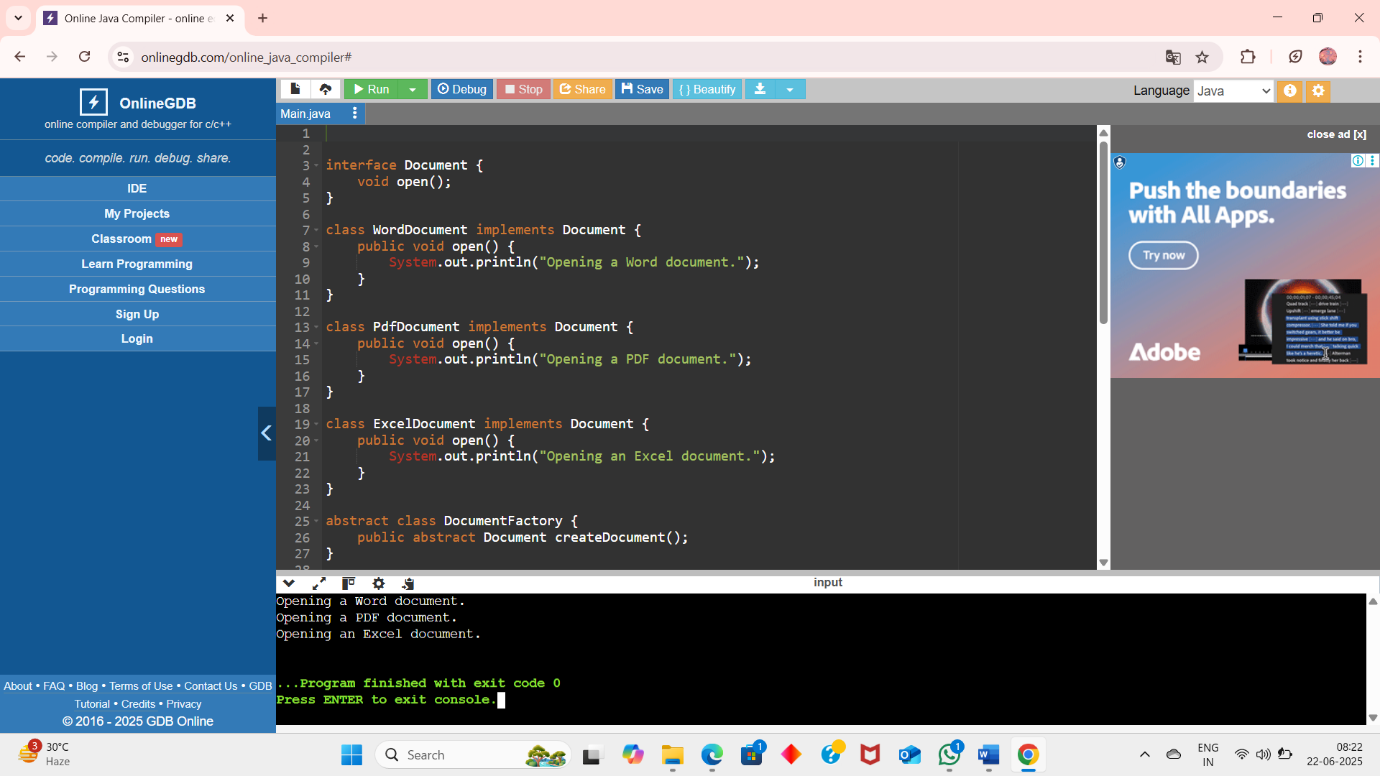 Online Java Compiler - online e
onlinegdb.com/online_java_compiler#
OnlineGDB
online compiler and debugger for c/c++
code. compile. run. debug. share.
IDE
My Projects
Classroom new
Learn Programming
Programming Questions
Sign Up
Login
About • FAQ • Blog • Terms of Use • Contact Us • GDB
Tutorial • Credits • Privacy
© 2016 - 2025 GDB Online
Run Debug Stop Share Save { } Beautify
Language Java
Main.java
1
2
3 interface Document {
4     void open();
5 }
6
7 class WordDocument implements Document {
8     public void open() {
9         System.out.println("Opening a Word document.");
10     }
11 }
12
13 class PdfDocument implements Document {
14     public void open() {
15         System.out.println("Opening a PDF document.");
16     }
17 }
18
19 class ExcelDocument implements Document {
20     public void open() {
21         System.out.println("Opening an Excel document.");
22     }
23 }
24
25 abstract class DocumentFactory {
26     public abstract Document createDocument();
27 }
28
close ad [x]
Push the boundaries
with All Apps.
Try now
Adobe
input
Opening a Word document.
Opening a PDF document.
Opening an Excel document.
...Program finished with exit code 0
Press ENTER to exit console.
3
30°C
Haze
Search
1
1
ENG
IN
08:22
22-06-2025